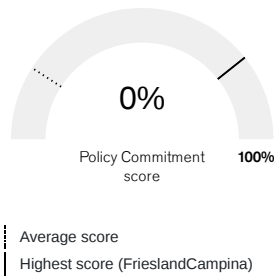 0%
Policy Commitment 100%
score
Average score
Highest score (FrieslandCampina)